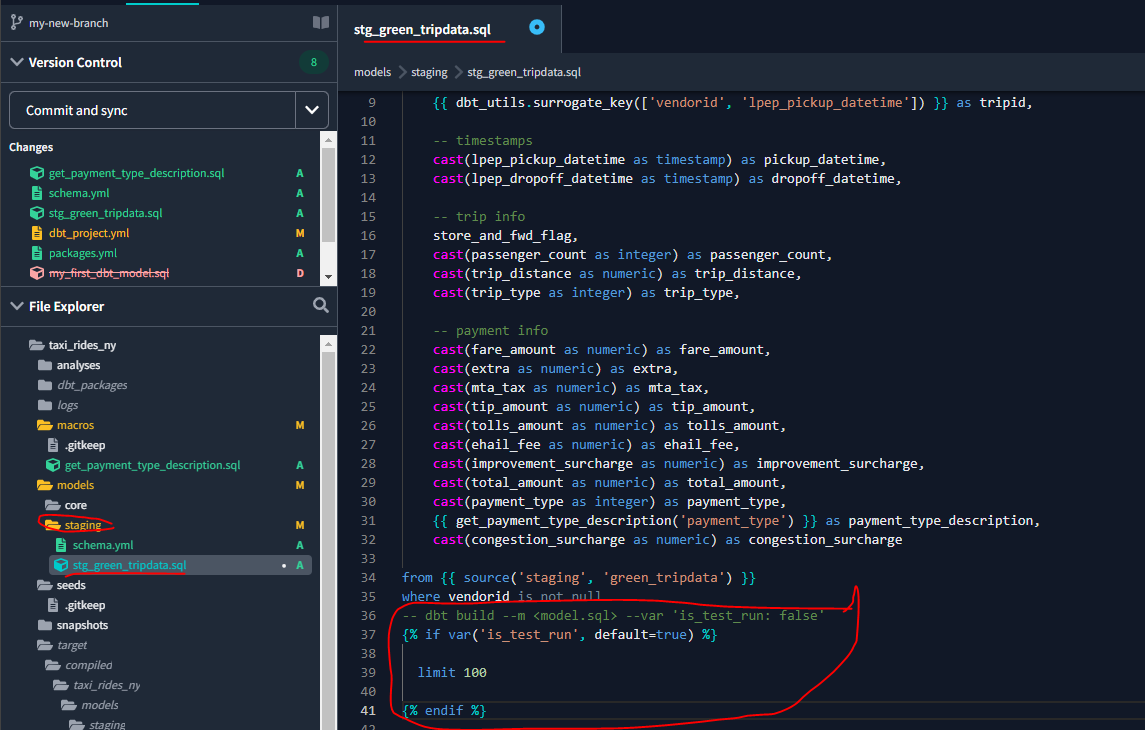 my-new-branch
Version Control
8
Commit and sync
Changes
get_payment_type_description.sql A
schema.yml A
stg_green_tripdata.sql A
dbt_project.yml M
packages.yml A
my_first_dbt_model.sql D
File Explorer
taxi_rides_ny
analyses
dbt_packages
logs
macros M
.gitkeep
get_payment_type_description.sql A
models M
core
staging M
schema.yml A
stg_green_tripdata.sql • A
seeds
.gitkeep
snapshots
target
compiled
taxi_rides_ny
models
staging
stg_green_tripdata.sql
models > staging > stg_green_tripdata.sql
9 {{ dbt_utils.surrogate_key(['vendorid', 'lpep_pickup_datetime']) }} as tripid,
10
11 -- timestamps
12 cast(lpep_pickup_datetime as timestamp) as pickup_datetime,
13 cast(lpep_dropoff_datetime as timestamp) as dropoff_datetime,
14
15 -- trip info
16 store_and_fwd_flag,
17 cast(passenger_count as integer) as passenger_count,
18 cast(trip_distance as numeric) as trip_distance,
19 cast(trip_type as integer) as trip_type,
20
21 -- payment info
22 cast(fare_amount as numeric) as fare_amount,
23 cast(extra as numeric) as extra,
24 cast(mta_tax as numeric) as mta_tax,
25 cast(tip_amount as numeric) as tip_amount,
26 cast(tolls_amount as numeric) as tolls_amount,
27 cast(ehail_fee as numeric) as ehail_fee,
28 cast(improvement_surcharge as numeric) as improvement_surcharge,
29 cast(total_amount as numeric) as total_amount,
30 cast(payment_type as integer) as payment_type,
31 {{ get_payment_type_description('payment_type') }} as payment_type_description,
32 cast(congestion_surcharge as numeric) as congestion_surcharge
33
34 from {{ source('staging', 'green_tripdata') }}
35 where vendorid is not null
36 -- dbt build --m <model.sql> --var 'is_test_run: false'
37 {% if var('is_test_run', default=true) %}
38
39 limit 100
40
41 {% endif %}
42